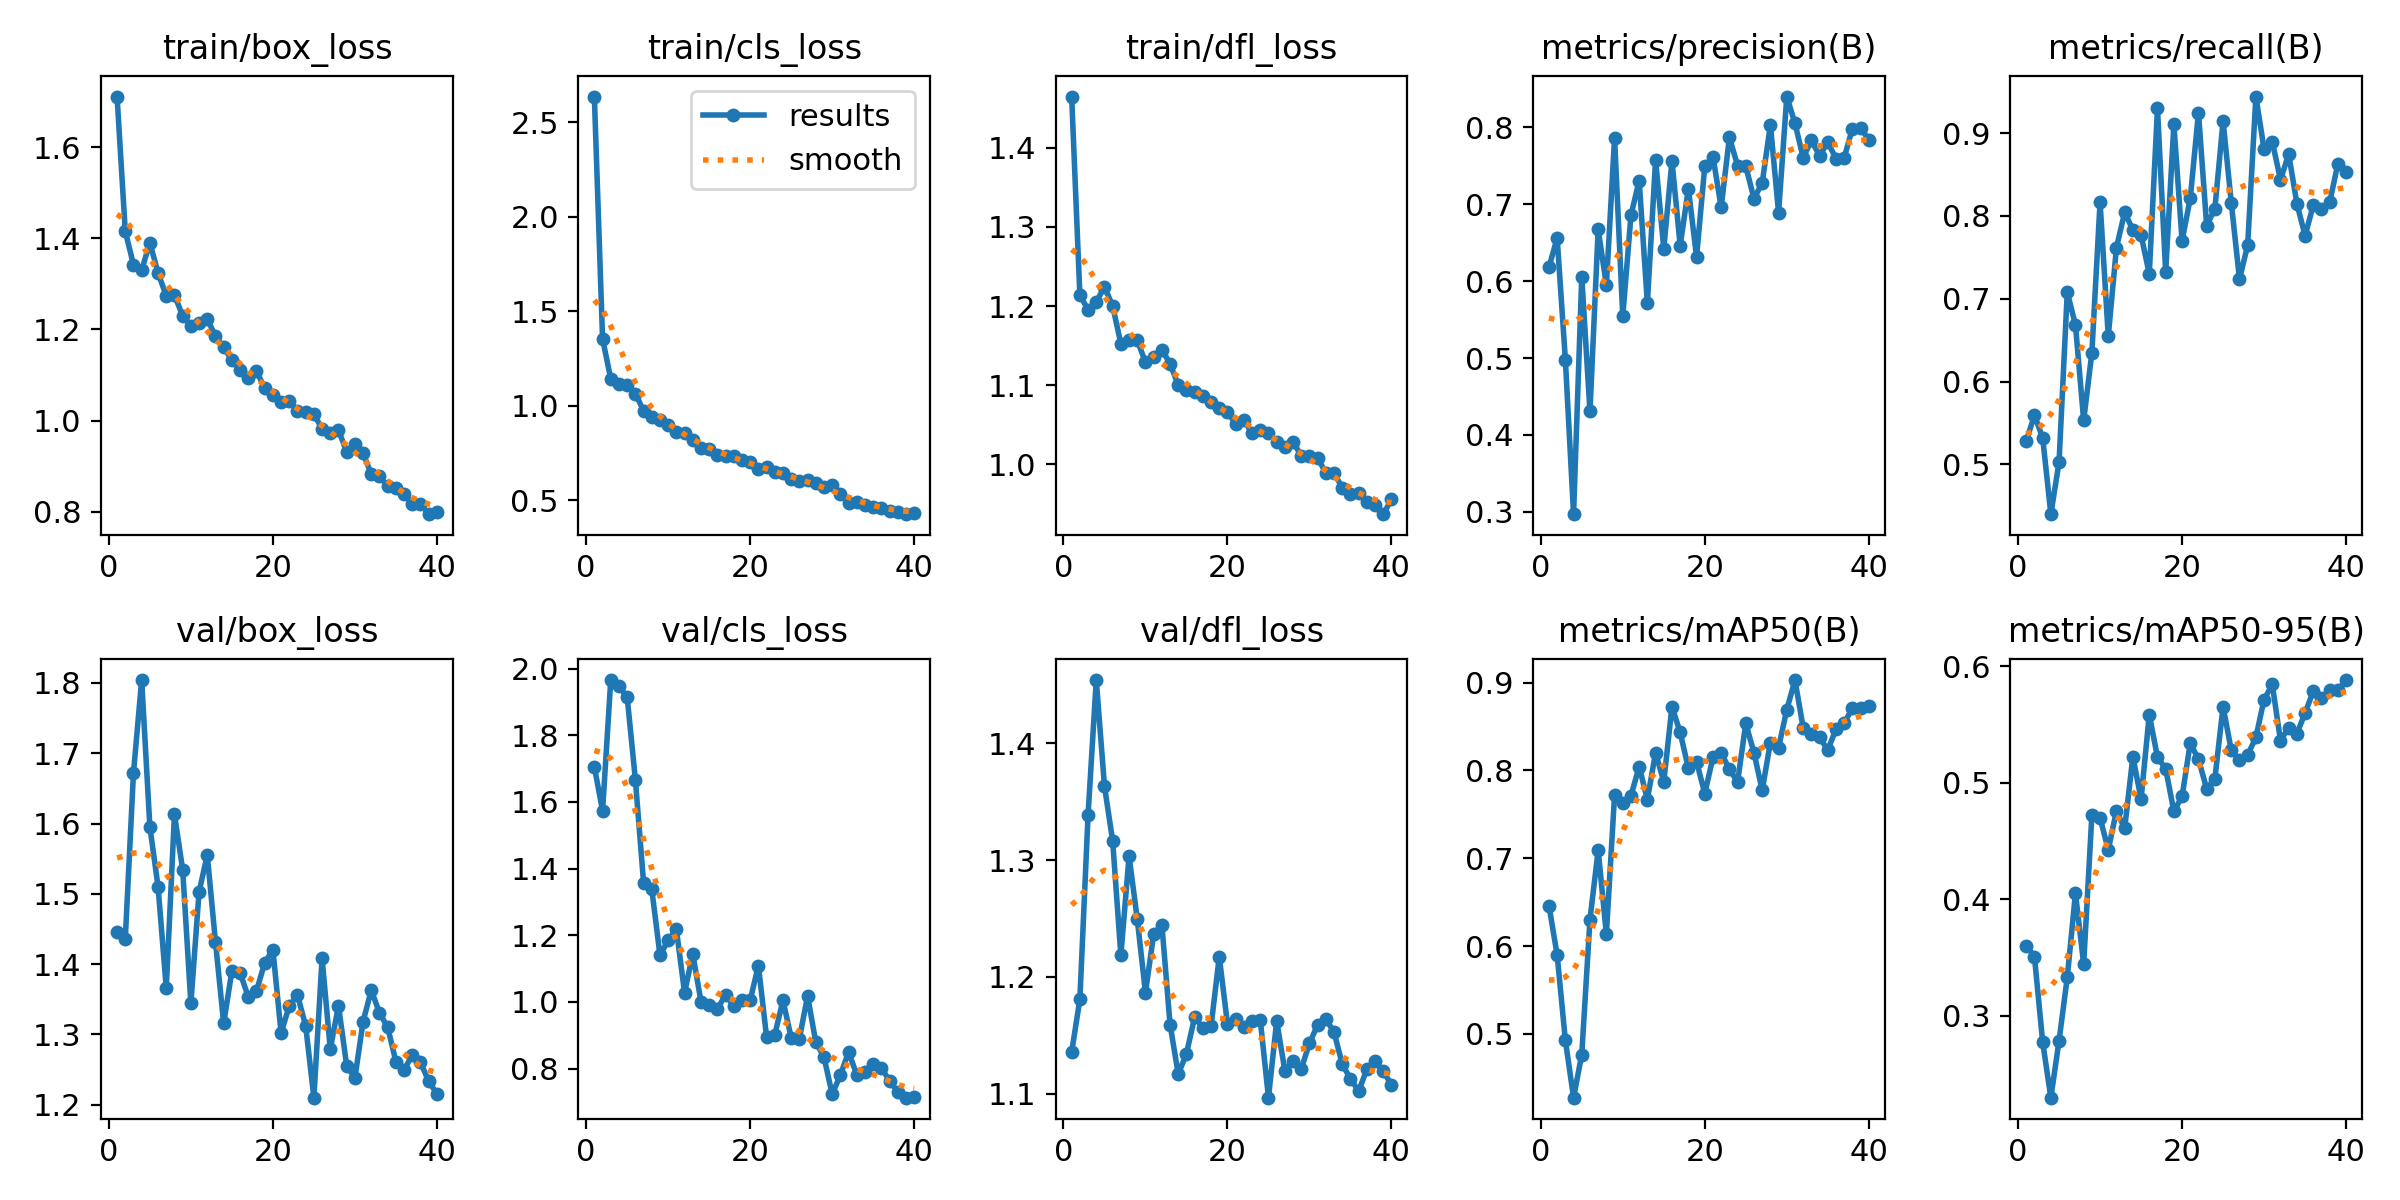 train/box_loss
1.6
1.4
1.2
1.0
0.8
0 20 40
train/cls_loss
results
smooth
2.5
2.0
1.5
1.0
0.5
0 20 40
train/dfl_loss
1.4
1.3
1.2
1.1
1.0
0 20 40
metrics/precision(B)
0.8
0.7
0.6
0.5
0.4
0.3
0 20 40
metrics/recall(B)
0.9
0.8
0.7
0.6
0.5
0 20 40
val/box_loss
1.8
1.7
1.6
1.5
1.4
1.3
1.2
0 20 40
val/cls_loss
2.0
1.8
1.6
1.4
1.2
1.0
0.8
0 20 40
val/dfl_loss
1.4
1.3
1.2
1.1
0 20 40
metrics/mAP50(B)
0.9
0.8
0.7
0.6
0.5
0 20 40
metrics/mAP50-95(B)
0.6
0.5
0.4
0.3
0 20 40